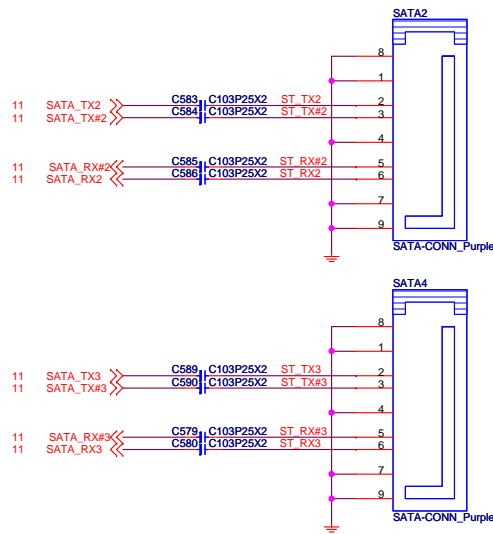 SATA2
8
1
11 SATA_TX2 C583 C103P25X2 ST_TX2 2
11 SATA_TX#2 C584 C103P25X2 ST_TX#2 3
4
11 SATA_RX#2 C585 C103P25X2 ST_RX#2 5
11 SATA_RX2 C586 C103P25X2 ST_RX2 6
7
9
SATA-CONN_Purple
SATA4
8
1
11 SATA_TX3 C589 C103P25X2 ST_TX3 2
11 SATA_TX#3 C590 C103P25X2 ST_TX#3 3
4
11 SATA_RX#3 C579 C103P25X2 ST_RX#3 5
11 SATA_RX3 C580 C103P25X2 ST_RX3 6
7
9
SATA-CONN_Purple